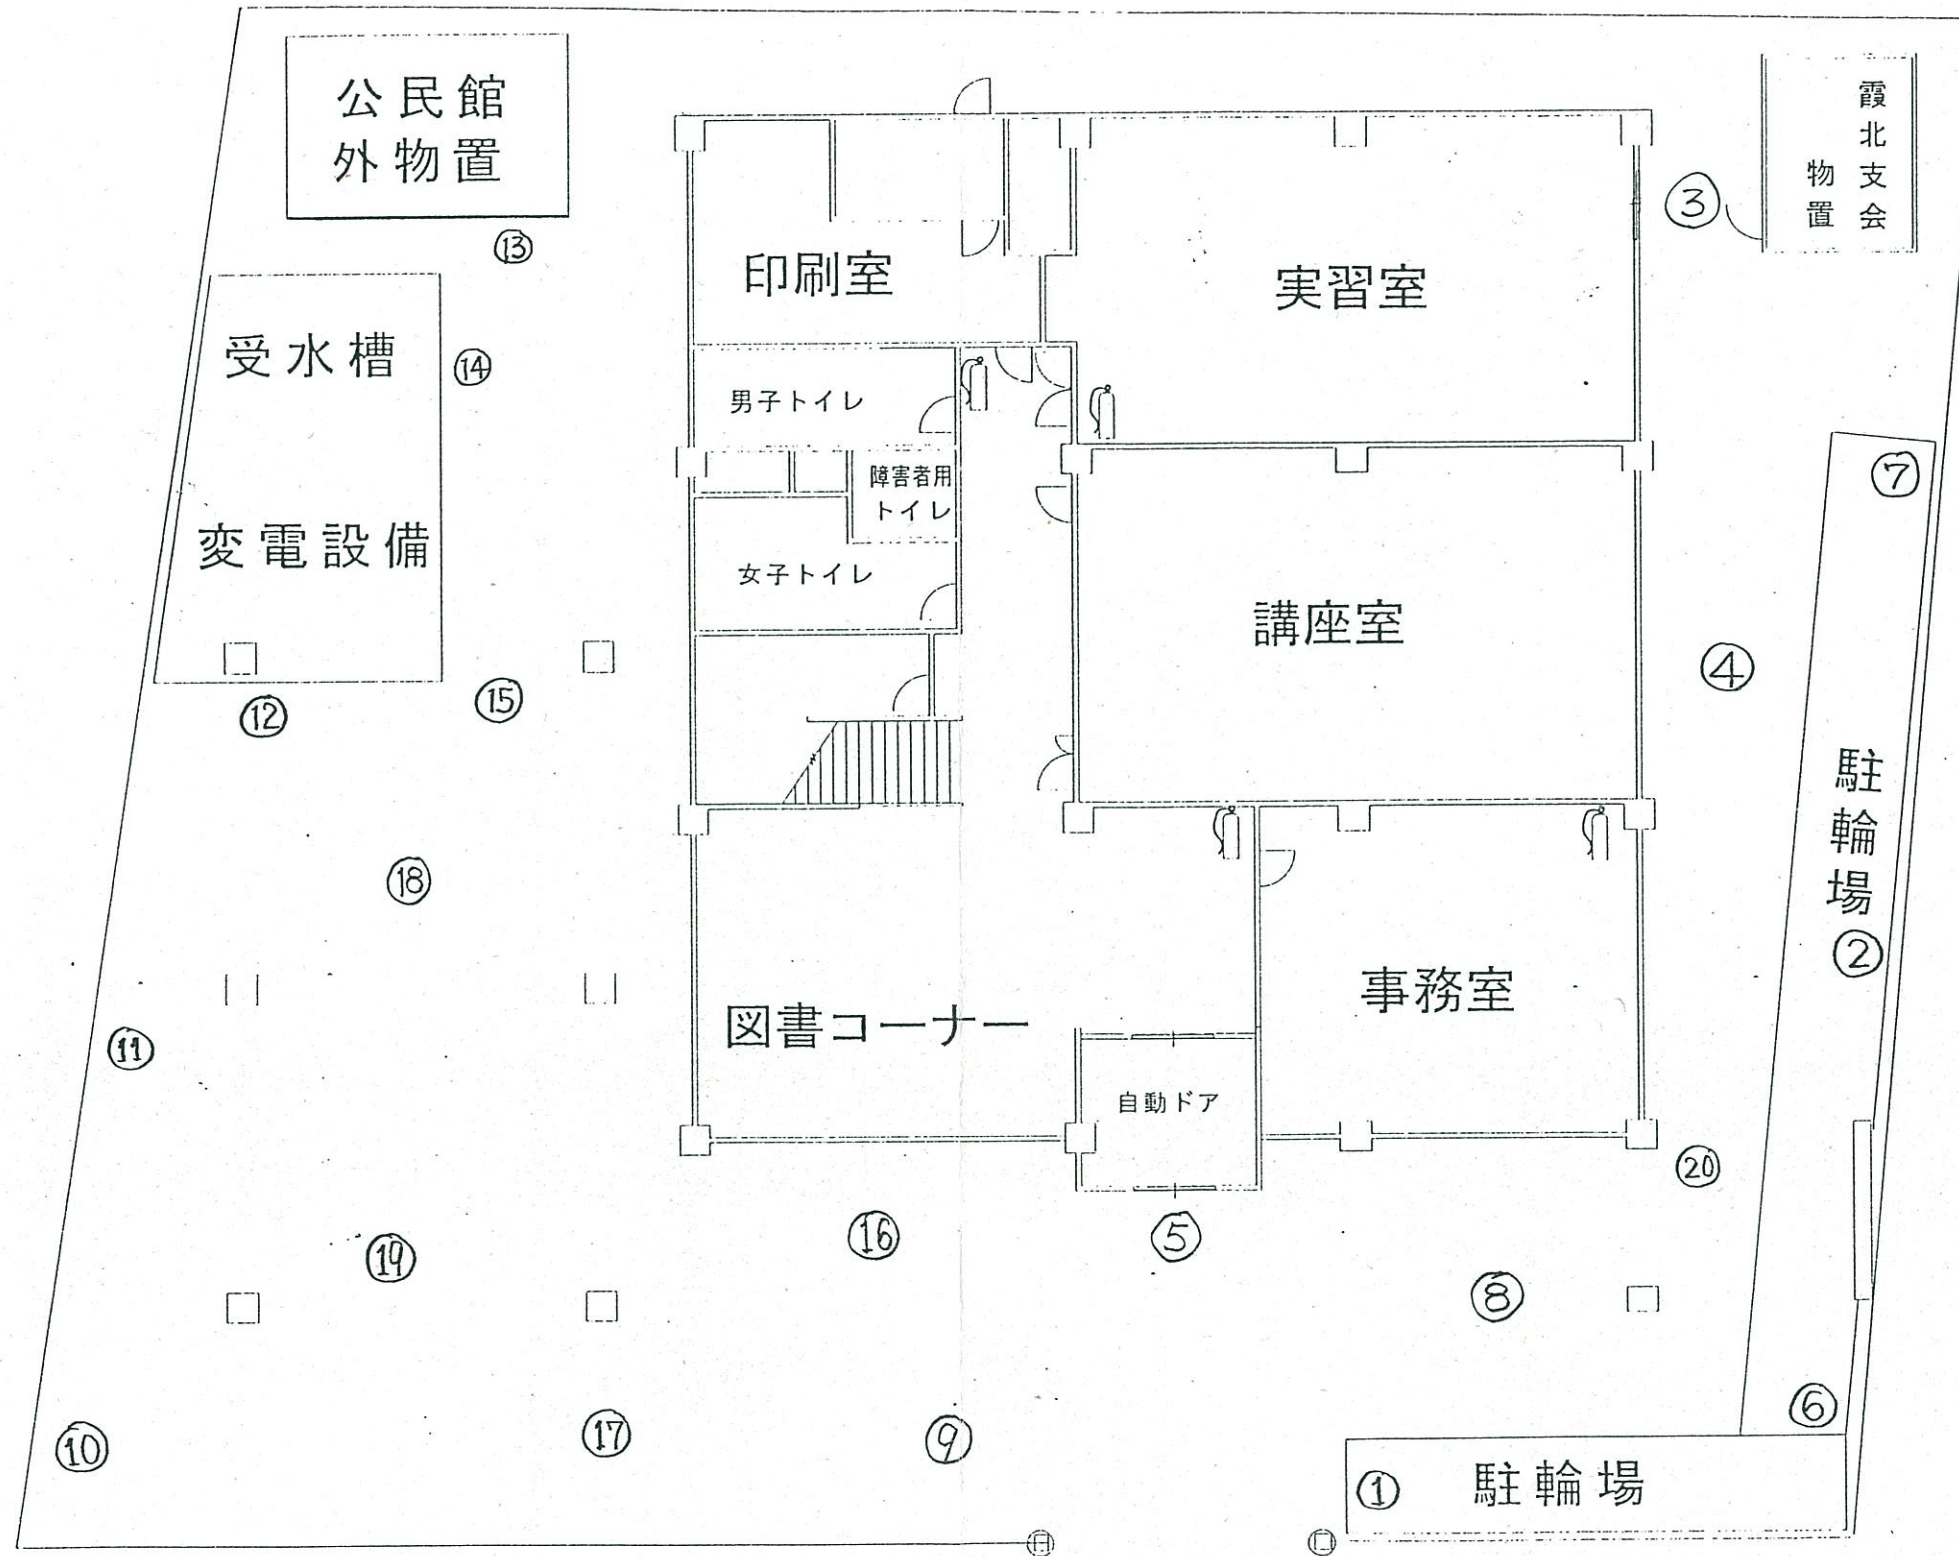 公民館
外物置
霞北支会
物置
③
⑬
印刷室
実習室
受水槽
⑭
男子トイレ
障害者用
トイレ
⑦
変電設備
女子トイレ
講座室
④
⑫
⑮
駐輪場②
⑱
事務室
図書コーナー
⑪
自動ドア
⑳
⑯
⑤
⑲
⑧
⑥
⑩
⑰
⑨
①
駐輪場